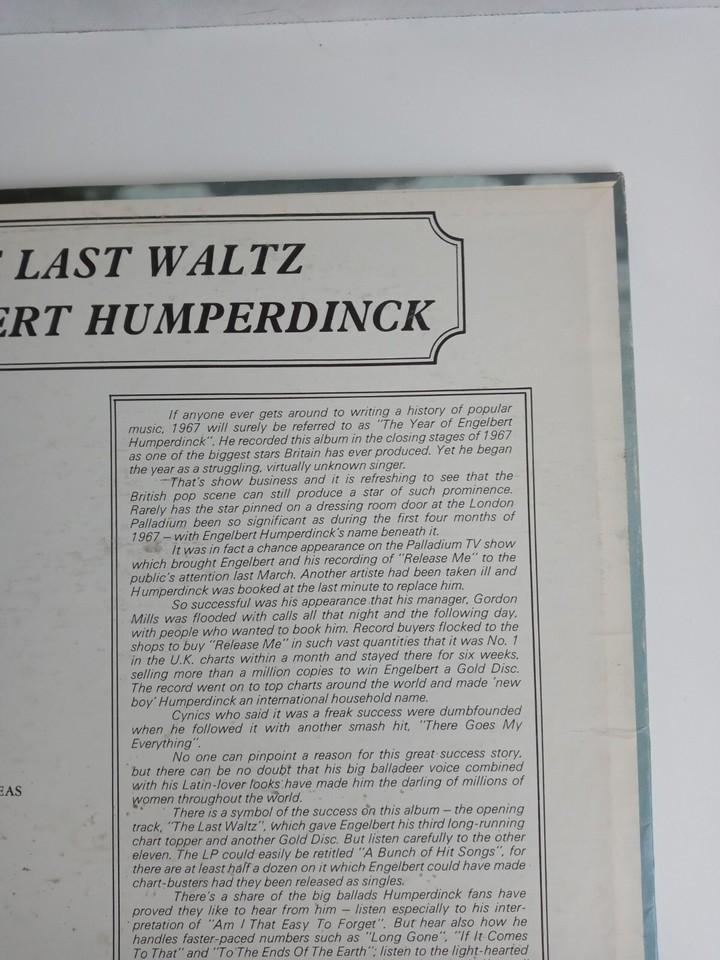 LAST WALTZ
ERT HUMPERDINCK
If anyone ever gets around to writing a history of popular
music, 1967 will surely be referred to as "The Year of Engelbert
Humperdinck". He recorded this album in the closing stages of 1967
as one of the biggest stars Britain has ever produced. Yet he began
the year as a struggling, virtually unknown singer.
That's show business and it is refreshing to see that the
British pop scene can still produce a star of such prominence.
Rarely has the star pinned on a dressing room door at the London
Palladium been so significant as during the first four months of
1967 – with Engelbert Humperdinck's name beneath it.
It was in fact a chance appearance on the Palladium TV show
which brought Engelbert and his recording of "Release Me" to the
public's attention last March. Another artiste had been taken ill and
Humperdinck was booked at the last minute to replace him.
So successful was his appearance that his manager, Gordon
Mills was flooded with calls all that night and the following day,
with people who wanted to book him. Record buyers flocked to the
shops to buy "Release Me" in such vast quantities that it was No. 1
in the U.K. charts within a month and stayed there for six weeks,
selling more than a million copies to win Engelbert a Gold Disc.
The record went on to top charts around the world and made 'new
boy' Humperdinck an international household name.
Cynics who said it was a freak success were dumbfounded
when he followed it with another smash hit, "There Goes My
Everything".
No one can pinpoint a reason for this great success story,
but there can be no doubt that his big balladeer voice combined
with his Latin-lover looks have made him the darling of millions of
women throughout the world.
There is a symbol of the success on this album – the opening
track, "The Last Waltz", which gave Engelbert his third long-running
chart topper and another Gold Disc. But listen carefully to the other
eleven. The LP could easily be retitled "A Bunch of Hit Songs", for
there are at least half a dozen on it which Engelbert could have made
chart-busters had they been released as singles.
There's a share of the big ballads Humperdinck fans have
proved they like to hear from him – listen especially to his inter-
pretation of "Am I That Easy To Forget". But hear also how he
handles faster-paced numbers such as "Long Gone", "If It Comes
To That" and "To The Ends Of The Earth"; listen to the light-hearted
EAS